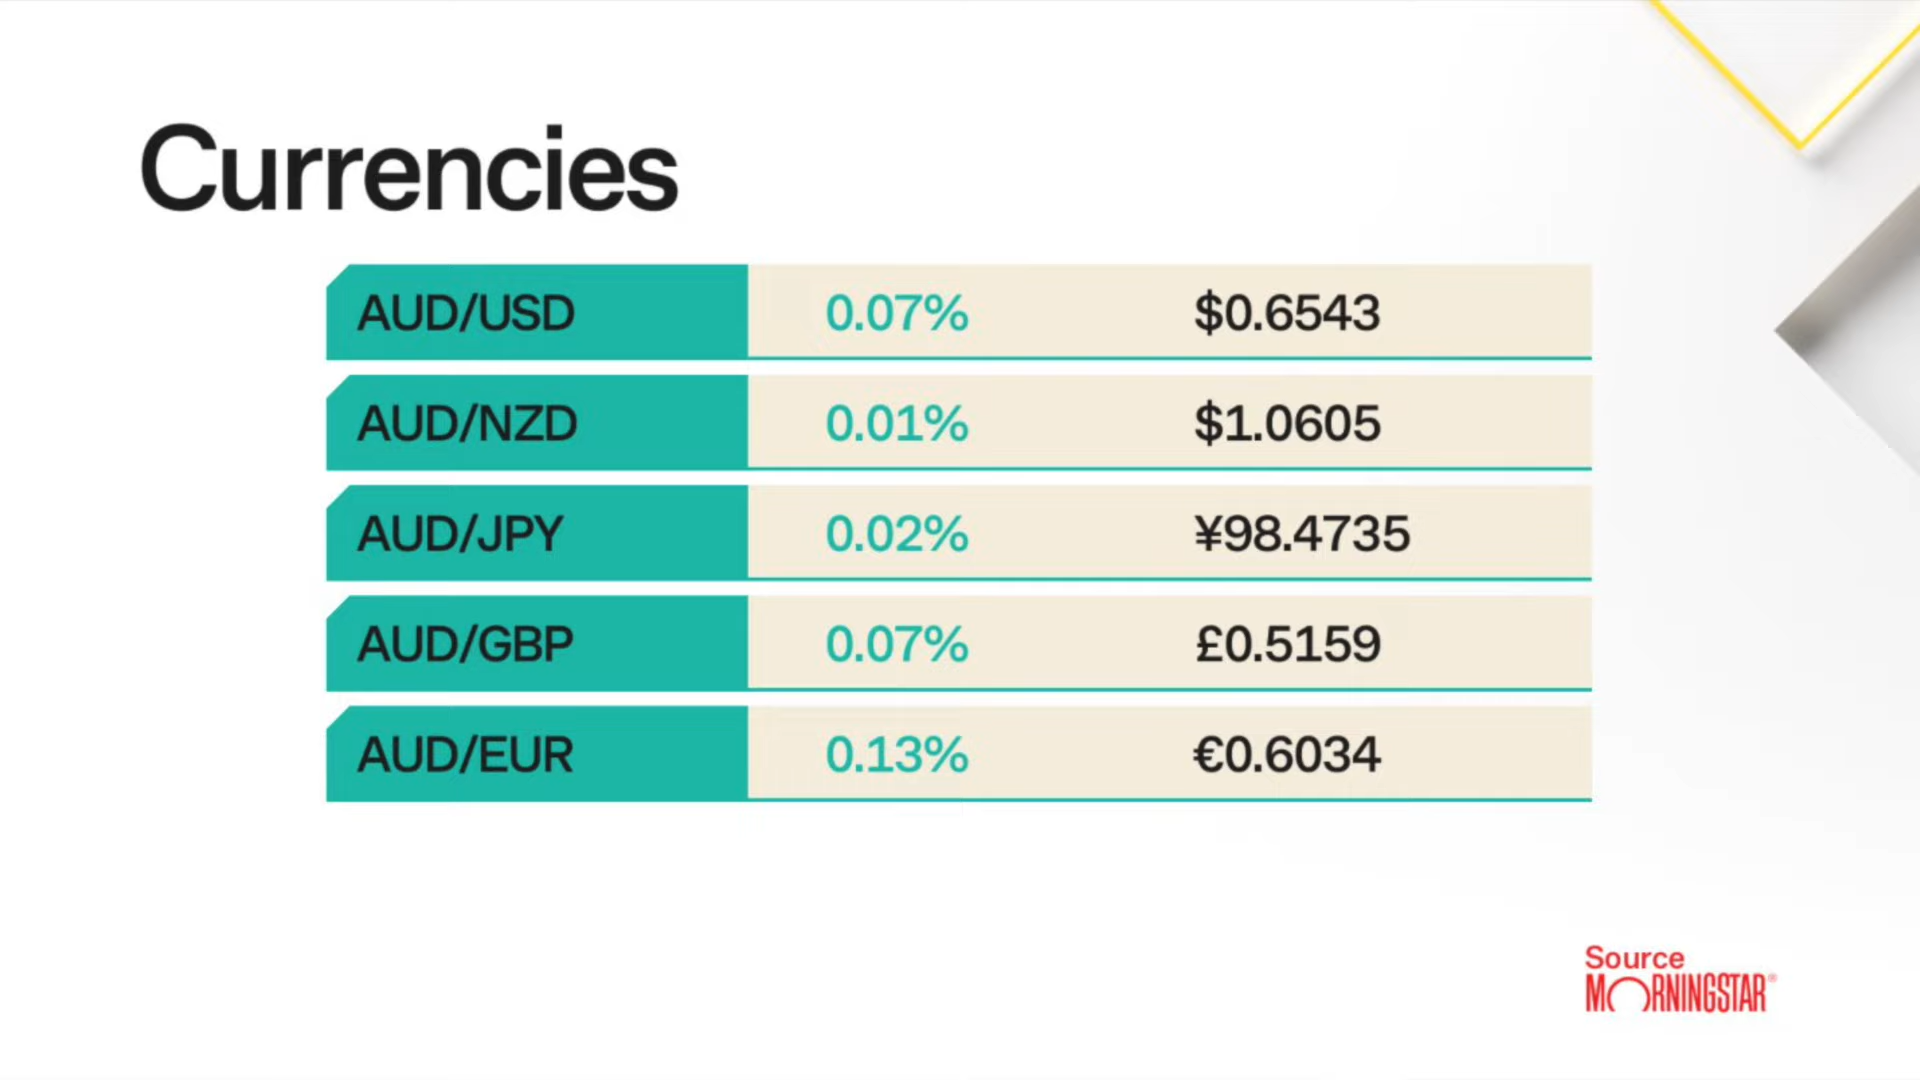 Currencies
AUD/USD 0.07% $0.6543
AUD/NZD 0.01% $1.0605
AUD/JPY 0.02% ¥98.4735
AUD/GBP 0.07% £0.5159
AUD/EUR 0.13% €0.6034
Source
MORNINGSTAR®